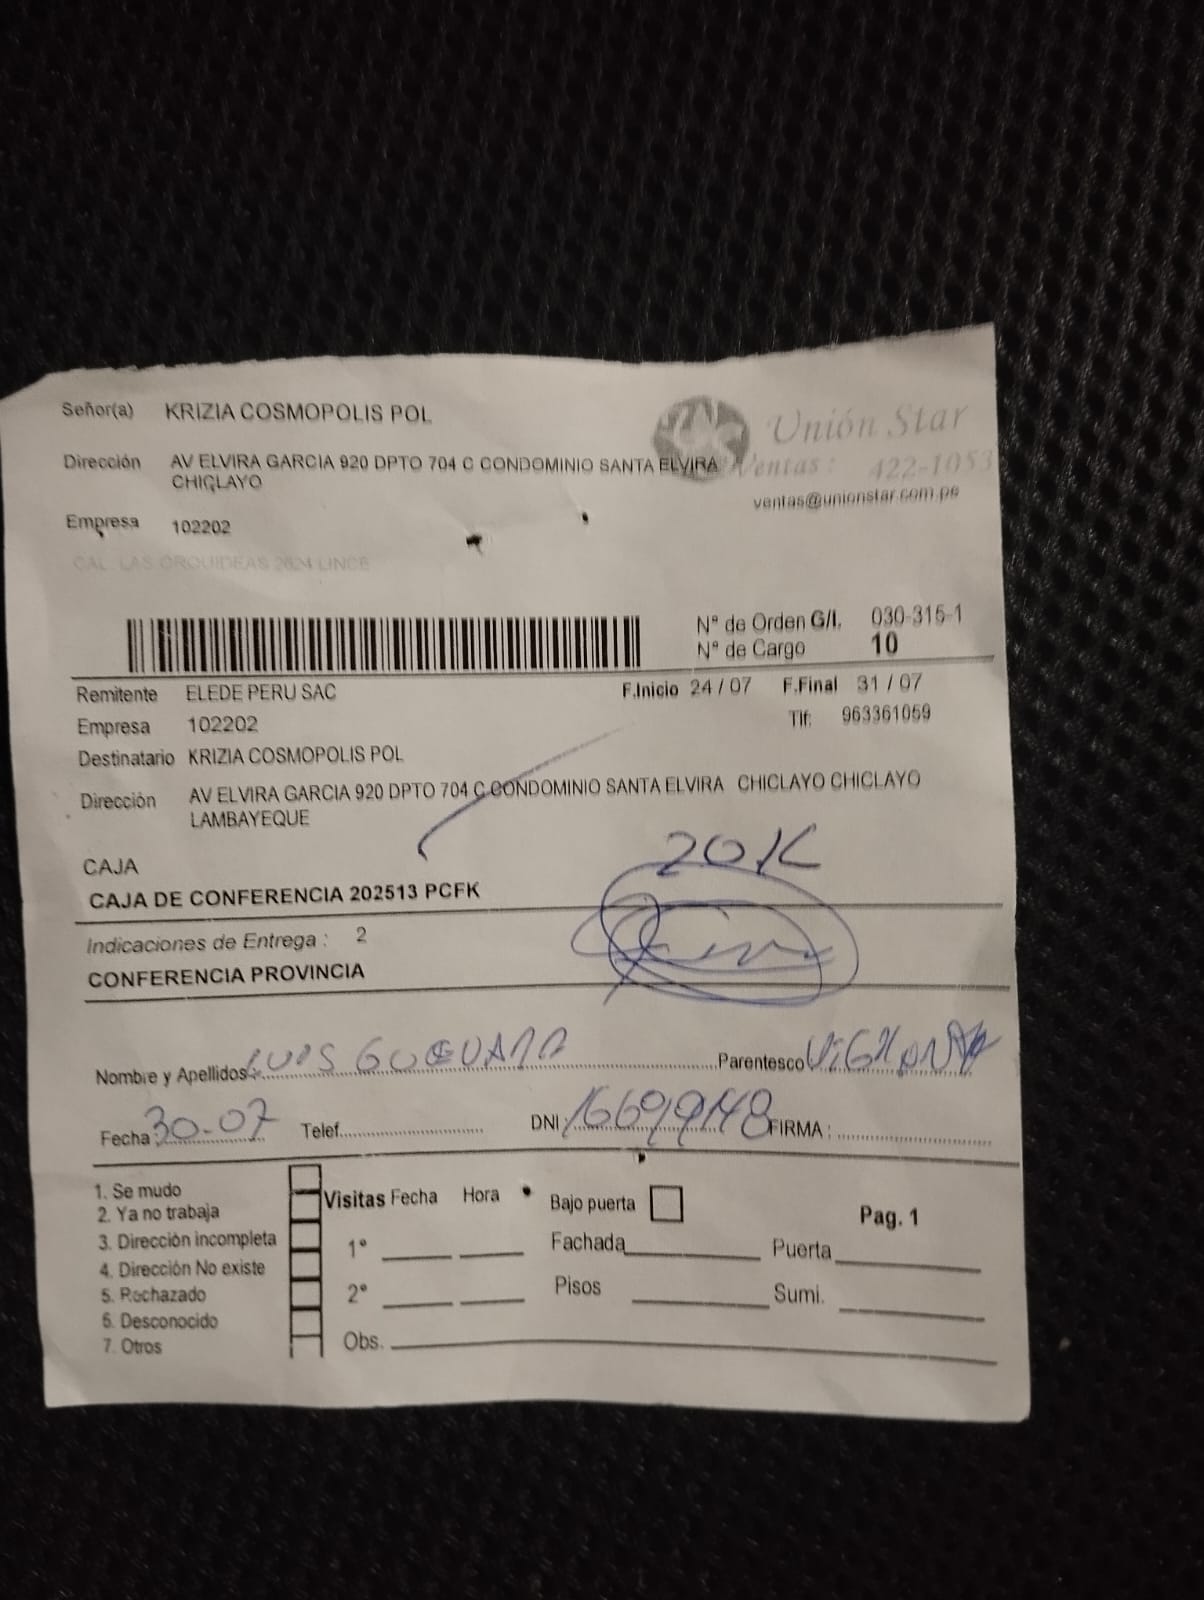 Señor(a) KRIZIA COSMOPOLIS POL
Unión Star
Dirección AV ELVIRA GARCIA 920 DPTO 704 C CONDOMINIO SANTA ELVIRA
CHICLAYO
Ventas: 422-1053
ventas@unionstar.com.pe
Empresa 102202
CAL. LAS ORQUIDEAS 2624 LINCE
N° de Orden G/I. 030-315-1
N° de Cargo 10
Remitente ELEDE PERU SAC F.Inicio 24 / 07 F.Final 31 / 07
Empresa 102202 Tlf: 963361059
Destinatario KRIZIA COSMOPOLIS POL
Dirección AV ELVIRA GARCIA 920 DPTO 704 C CONDOMINIO SANTA ELVIRA CHICLAYO CHICLAYO
LAMBAYEQUE
CAJA
CAJA DE CONFERENCIA 202513 PCFK
Indicaciones de Entrega : 2
CONFERENCIA PROVINCIA
Nombre y Apellidos: LUIS Parentesco
Fecha 30-07 Telef. DNI: FIRMA :
1. Se mudo
2. Ya no trabaja
3. Dirección incompleta
4. Dirección No existe
5. Rechazado
6. Desconocido
7. Otros
Visitas Fecha Hora Bajo puerta
Pag. 1
1° Fachada Puerta
2° Pisos Sumi.
Obs.